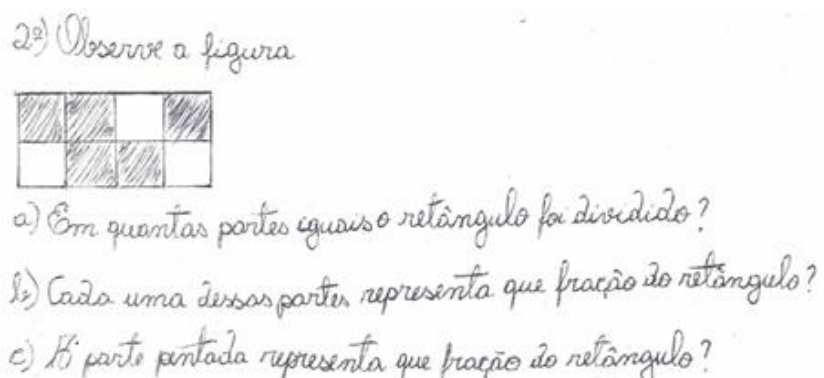 2º) Observe a figura
a) Em quantas partes iguais o retângulo foi dividido?
b) Cada uma dessas partes representa que fração do retângulo?
c) A parte pintada representa que fração do retângulo?